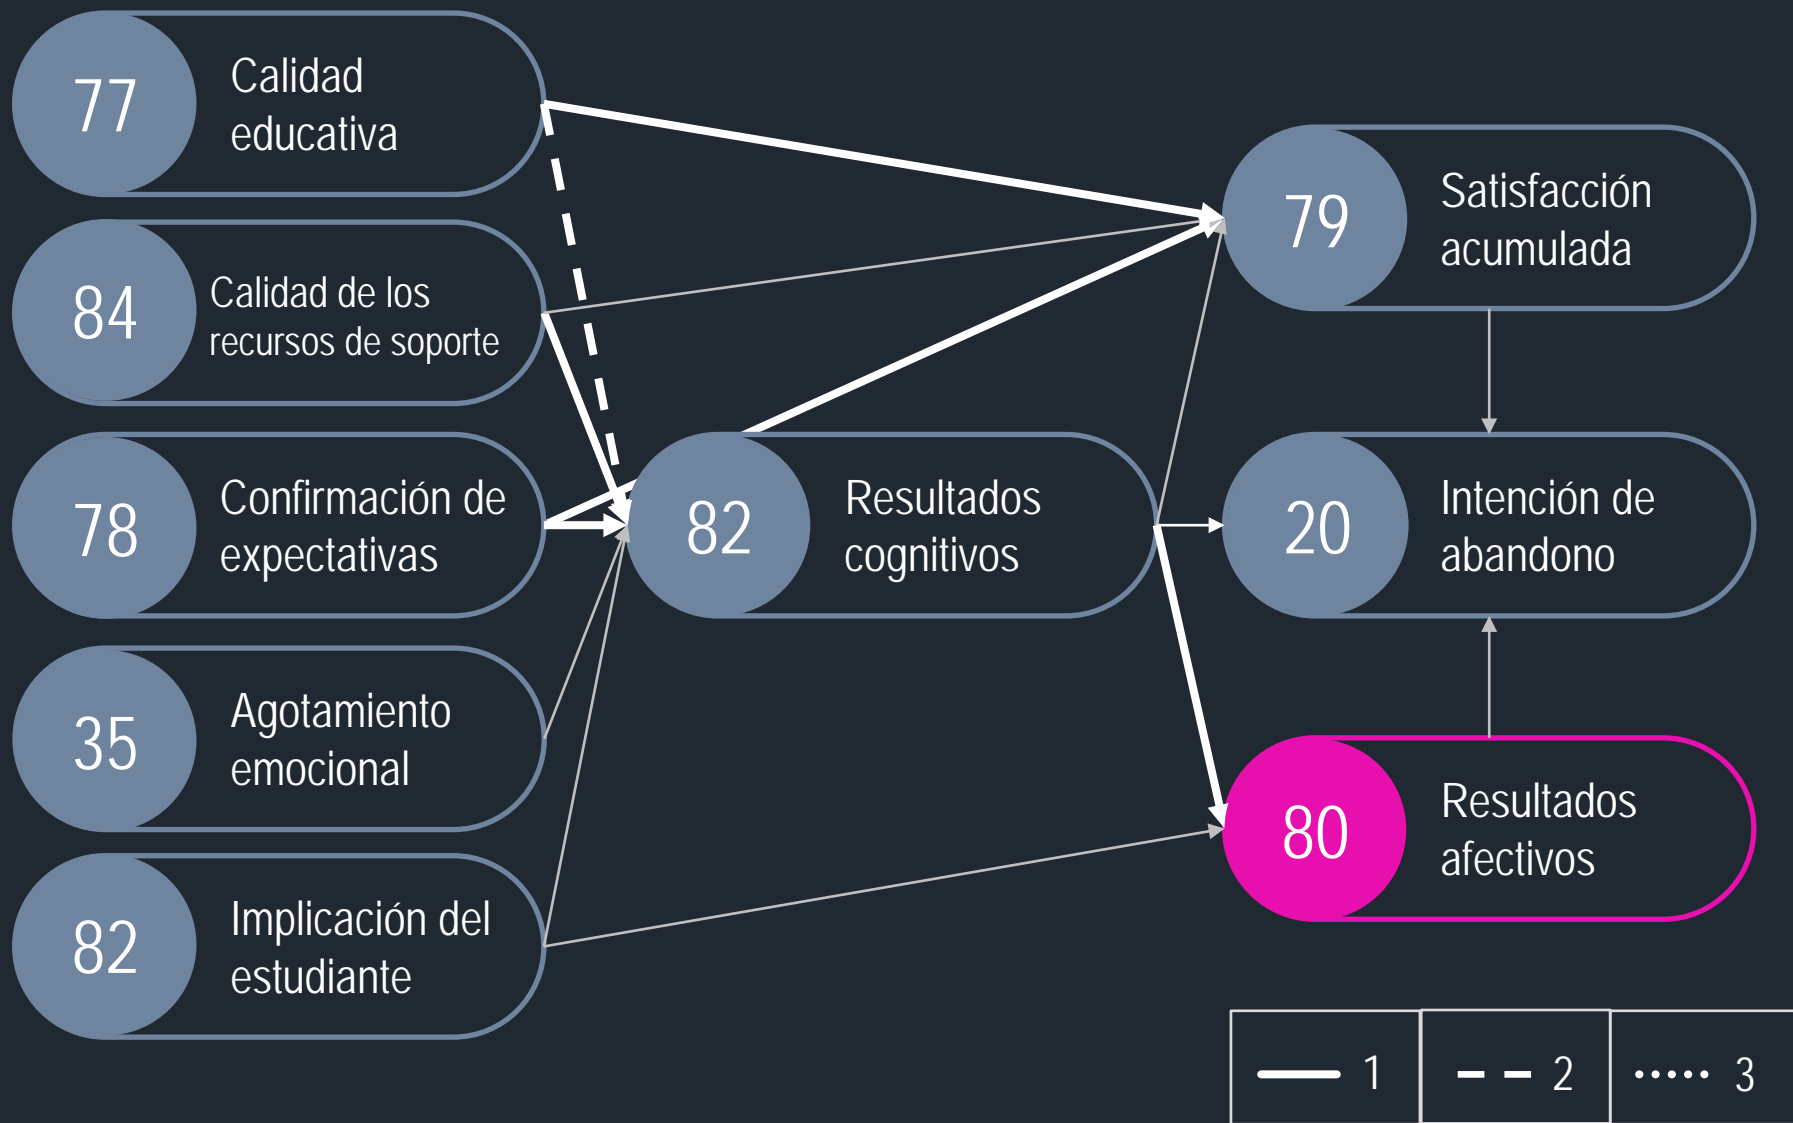 77
Calidad
educativa
84
Calidad de los
recursos de soporte
78
Confirmación de
expectativas
35
Agotamiento
emocional
82
Implicación del
estudiante
82
Resultados
cognitivos
79
Satisfacción
acumulada
20
Intención de
abandono
80
Resultados
afectivos
1
2
3